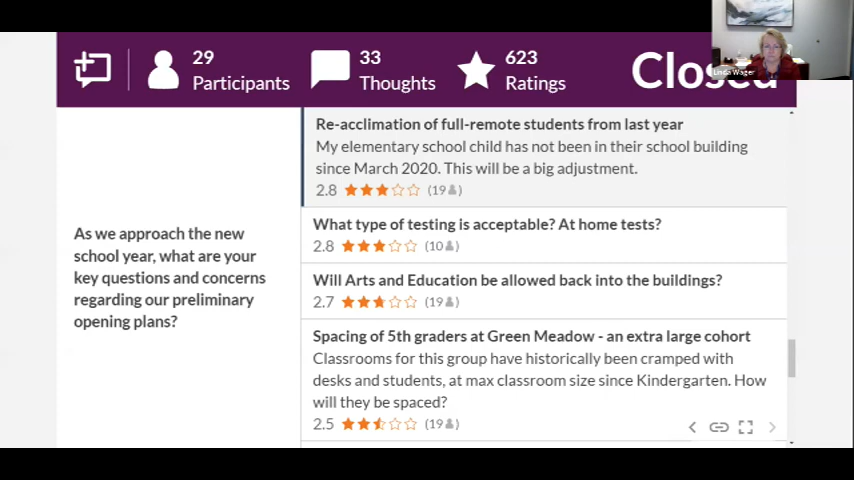 29
Participants
33
Thoughts
623
Ratings
Closed
Linda Wager
As we approach the new
school year, what are your
key questions and concerns
regarding our preliminary
opening plans?
Re-acclimation of full-remote students from last year
My elementary school child has not been in their school building
since March 2020. This will be a big adjustment.
2.8 (19)
What type of testing is acceptable? At home tests?
2.8 (10)
Will Arts and Education be allowed back into the buildings?
2.7 (19)
Spacing of 5th graders at Green Meadow - an extra large cohort
Classrooms for this group have historically been cramped with
desks and students, at max classroom size since Kindergarten. How
will they be spaced?
2.5 (19)